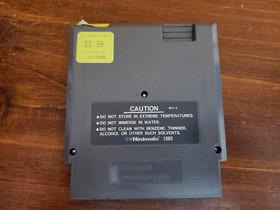 $3.99
CAUTION
● DO NOT STORE IN EXTREME TEMPERATURES.
● DO NOT IMMERSE IN WATER.
● DO NOT CLEAN WITH BENZENE, THINNER,
ALCOHOL OR OTHER SUCH SOLVENTS.
Nintendo 1985